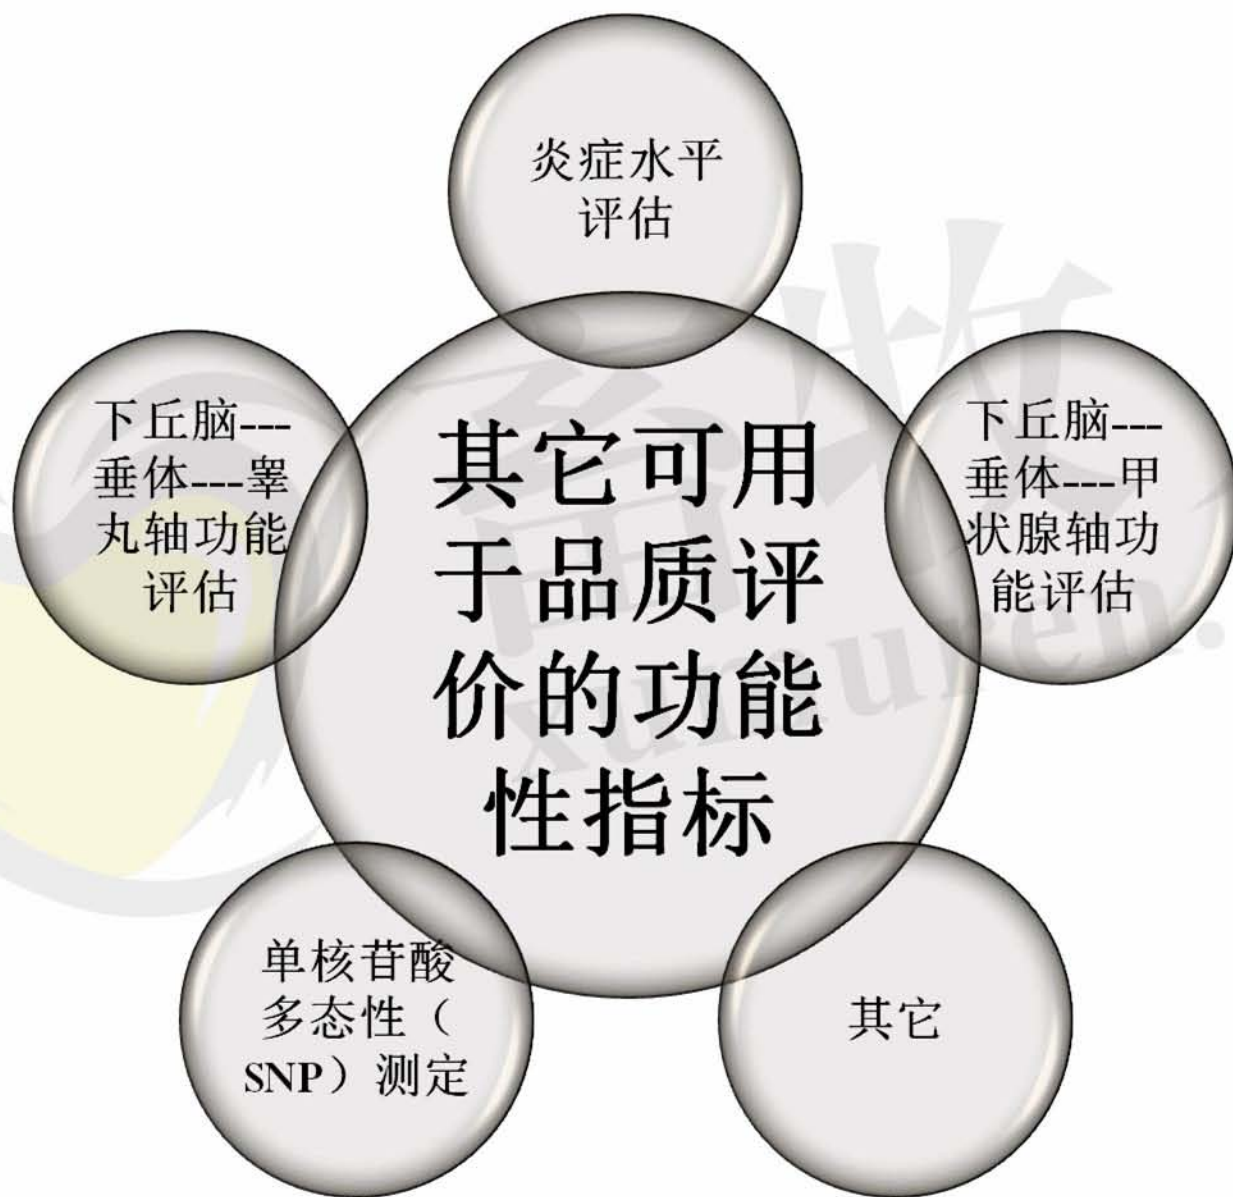 炎症水平
评估
下丘脑---
垂体---睾
丸轴功能
评估
其它可用
于品质评
价的功能
性指标
下丘脑---
垂体---甲
状腺轴功
能评估
单核苷酸
多态性（
SNP）测定
其它
畜牧
xumuren.